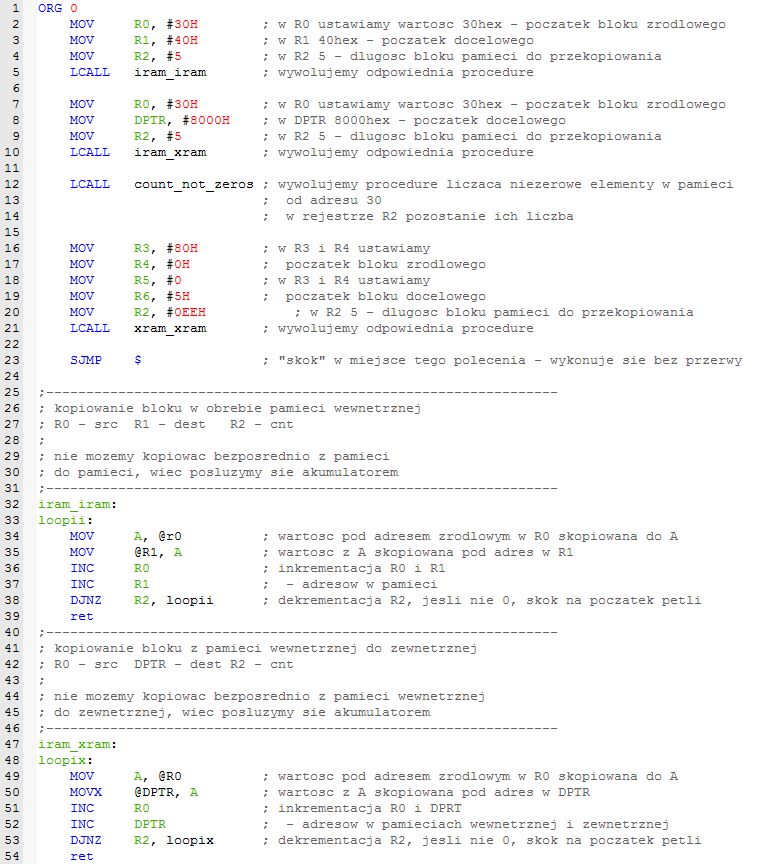 1 ORG 0
2 MOV R0, #30H ; w R0 ustawiamy wartosc 30hex - poczatek bloku zrodlowego
3 MOV R1, #40H ; w R1 40hex - poczatek docelowego
4 MOV R2, #5 ; w R2 5 - dlugosc bloku pamieci do przekopiowania
5 LCALL iram_iram ; wywolujemy odpowiednia procedure
6
7 MOV R0, #30H ; w R0 ustawiamy wartosc 30hex - poczatek bloku zrodlowego
8 MOV DPTR, #8000H ; w DPTR 8000hex - poczatek docelowego
9 MOV R2, #5 ; w R2 5 - dlugosc bloku pamieci do przekopiowania
10 LCALL iram_xram ; wywolujemy odpowiednia procedure
11
12 LCALL count_not_zeros ; wywolujemy procedure liczaca niezerowe elementy w pamieci
13 ; od adresu 30
14 ; w rejestrze R2 pozostanie ich liczba
15
16 MOV R3, #80H ; w R3 i R4 ustawiamy
17 MOV R4, #0H ; poczatek bloku zrodlowego
18 MOV R5, #0 ; w R3 i R4 ustawiamy
19 MOV R6, #5H ; poczatek bloku docelowego
20 MOV R2, #0EEH ; w R2 5 - dlugosc bloku pamieci do przekopiowania
21 LCALL xram_xram ; wywolujemy odpowiednia procedure
22
23 SJMP $ ; "skok" w miejsce tego polecenia - wykonuje sie bez przerwy
24
25 ;----------------------------------------------------------------
26 ; kopiowanie bloku w obrebie pamieci wewnetrznej
27 ; R0 - src R1 - dest R2 - cnt
28 ;
29 ; nie mozemy kopiowac bezposrednio z pamieci
30 ; do pamieci, wiec posluzymy sie akumulatorem
31 ;----------------------------------------------------------------
32 iram_iram:
33 loopii:
34 MOV A, @r0 ; wartosc pod adresem zrodlowym w R0 skopiowana do A
35 MOV @R1, A ; wartosc z A skopiowana pod adres w R1
36 INC R0 ; inkrementacja R0 i R1
37 INC R1 ; - adresow w pamieci
38 DJNZ R2, loopii ; dekrementacja R2, jesli nie 0, skok na poczatek petli
39 ret
40 ;----------------------------------------------------------------
41 ; kopiowanie bloku z pamieci wewnetrznej do zewnetrznej
42 ; R0 - src DPTR - dest R2 - cnt
43 ;
44 ; nie mozemy kopiowac bezposrednio z pamieci wewnetrznej
45 ; do zewnetrznej, wiec posluzymy sie akumulatorem
46 ;----------------------------------------------------------------
47 iram_xram:
48 loopix:
49 MOV A, @R0 ; wartosc pod adresem zrodlowym w R0 skopiowana do A
50 MOVX @DPTR, A ; wartosc z A skopiowana pod adres w DPTR
51 INC R0 ; inkrementacja R0 i DPRT
52 INC DPTR ; - adresow w pamieciach wewnetrznej i zewnetrznej
53 DJNZ R2, loopix ; dekrementacja R2, jesli nie 0, skok na poczatek petli
54 ret